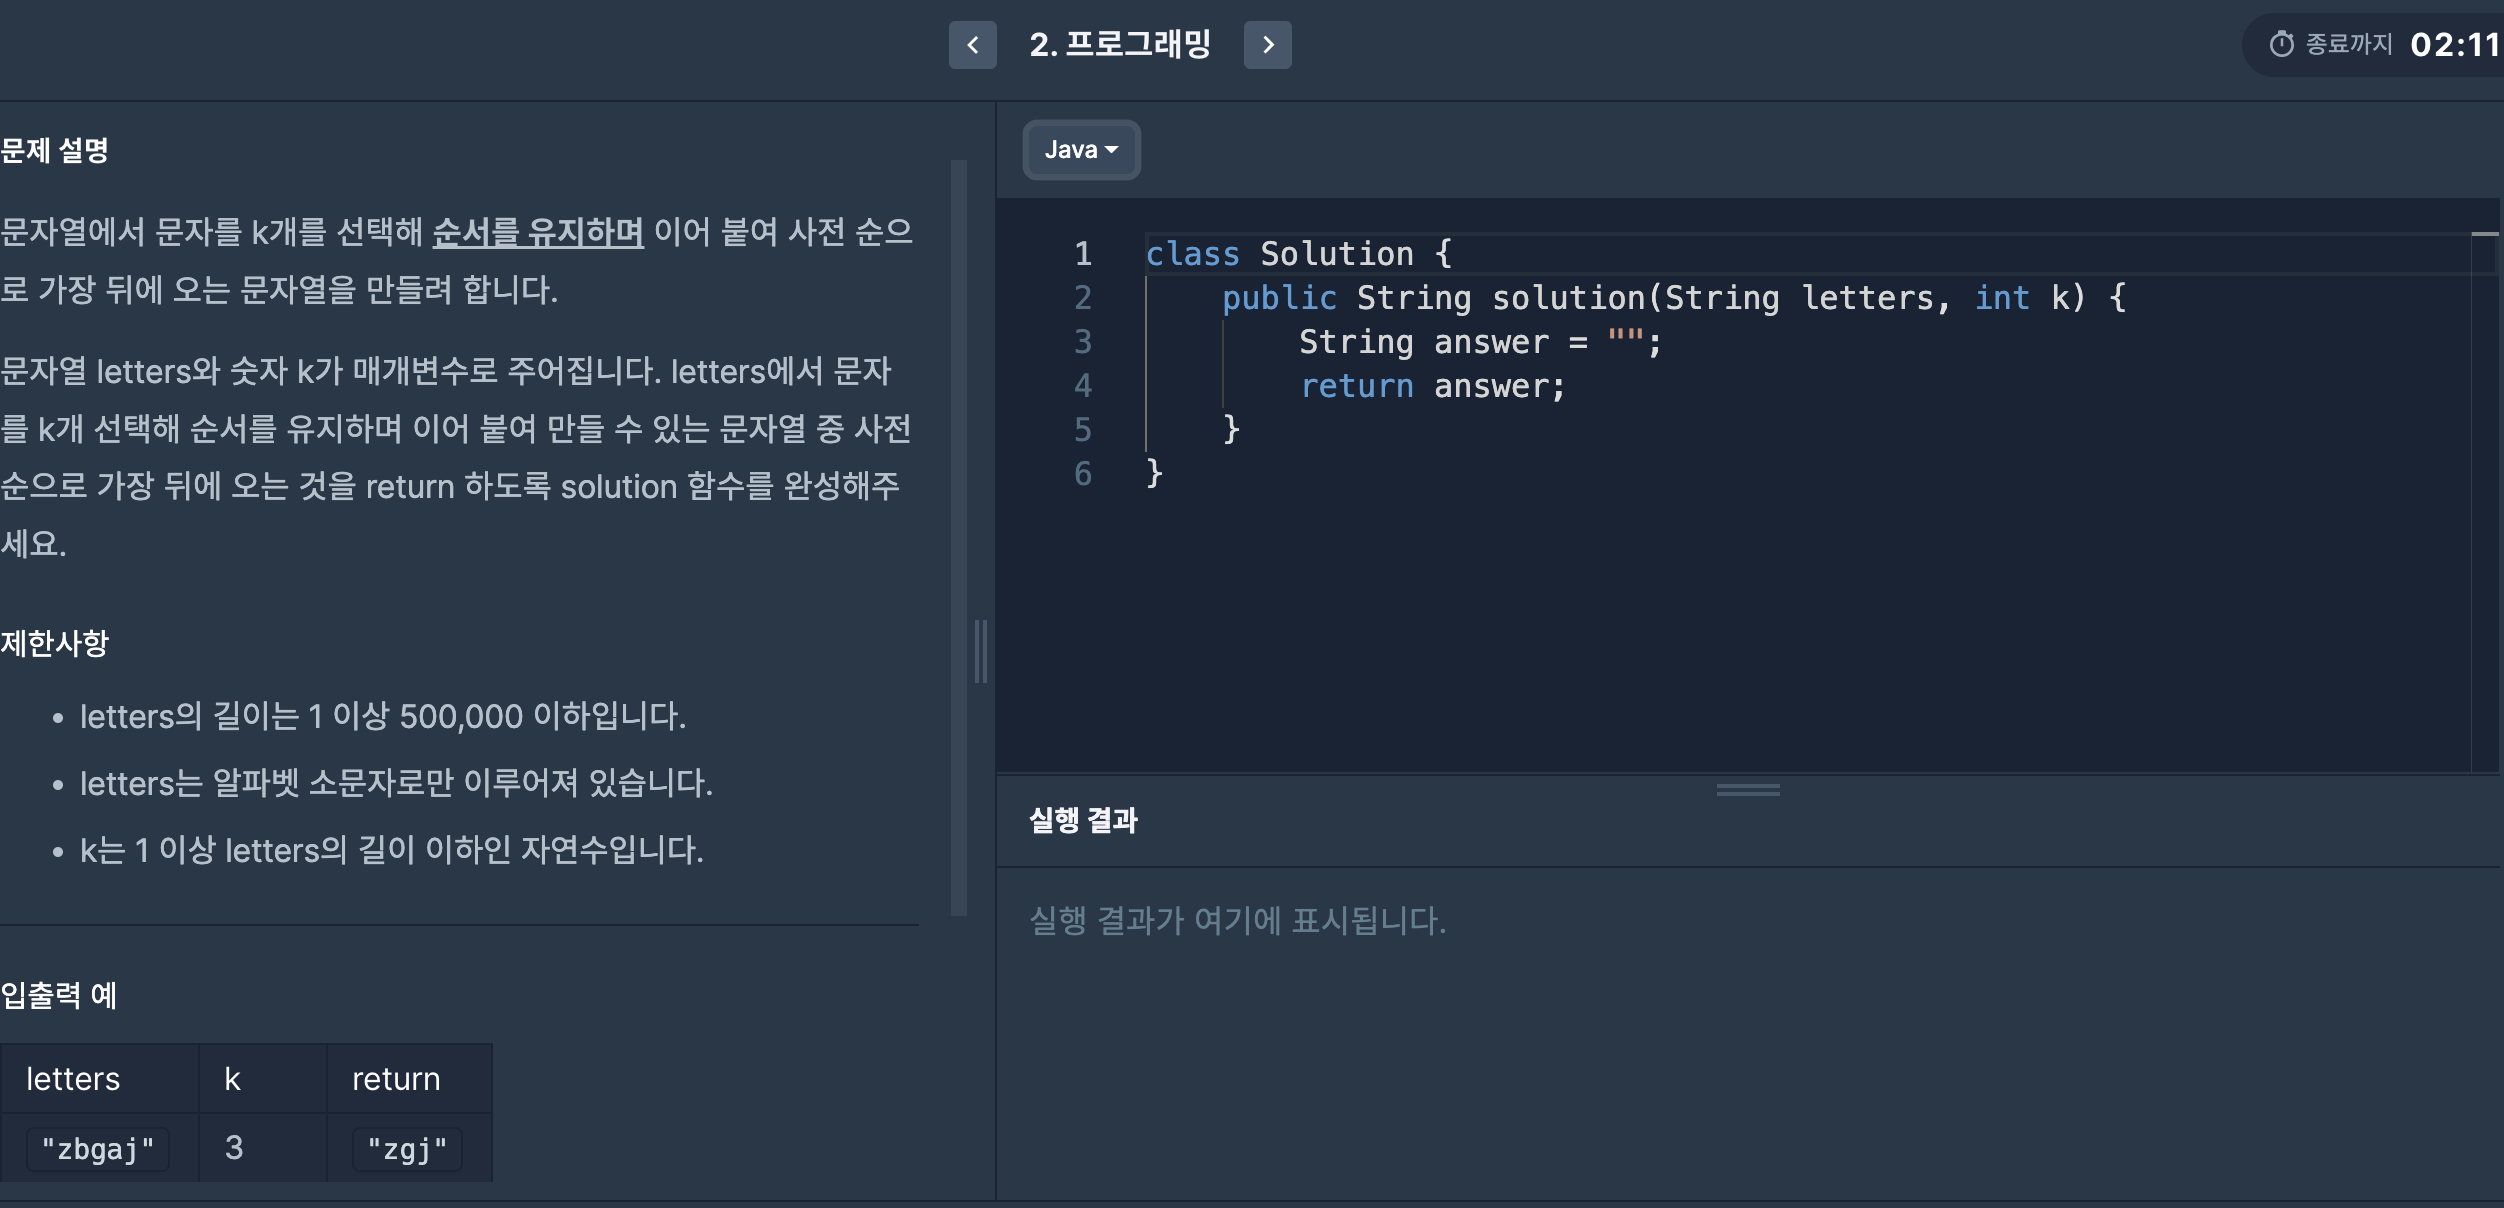 2. 프로그래밍
종료까지 02:11
문제 설명
문자열에서 문자를 k개를 선택해 순서를 유지하며 이어 붙여 사전 순으
로 가장 뒤에 오는 문자열을 만들려 합니다.
문자열 letters와 숫자 k가 매개변수로 주어집니다. letters에서 문자
를 k개 선택해 순서를 유지하며 이어 붙여 만들 수 있는 문자열 중 사전
순으로 가장 뒤에 오는 것을 return 하도록 solution 함수를 완성해주
세요.
제한사항
• letters의 길이는 1 이상 500,000 이하입니다.
• letters는 알파벳 소문자로만 이루어져 있습니다.
• k는 1 이상 letters의 길이 이하인 자연수입니다.
입출력 예
letters k return
"zbgaj" 3 "zgj"
Java
1 class Solution {
2 public String solution(String letters, int k) {
3 String answer = "";
4 return answer;
5 }
6 }
실행 결과
실행 결과가 여기에 표시됩니다.